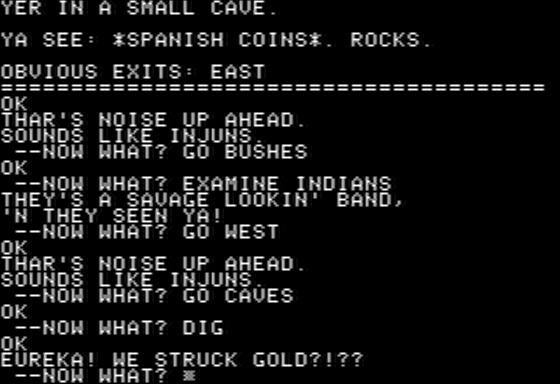 YER IN A SMALL CAVE.
YA SEE: *SPANISH COINS*. ROCKS.
OBVIOUS EXITS: EAST
===========================================
OK
THAR'S NOISE UP AHEAD.
SOUNDS LIKE INJUNS.
--NOW WHAT? GO BUSHES
OK
--NOW WHAT? EXAMINE INDIANS
THEY'S A SAVAGE LOOKIN' BAND,
'N THEY SEEN YA!
--NOW WHAT? GO WEST
OK
THAR'S NOISE UP AHEAD.
SOUNDS LIKE INJUNS.
--NOW WHAT? GO CAVES
OK
--NOW WHAT? DIG
OK
EUREKA! WE STRUCK GOLD?!??
--NOW WHAT?